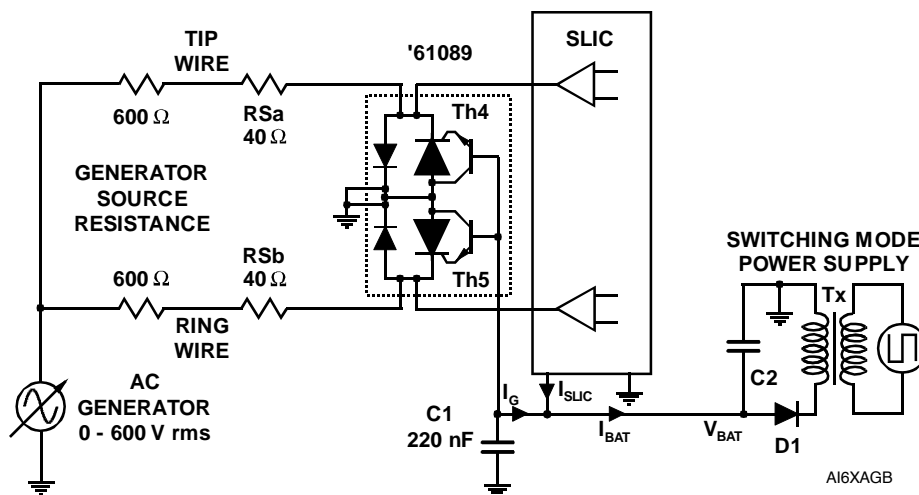 TIP
WIRE
'61089
SLIC
600 Ω
RSa
40 Ω
Th4
GENERATOR
SOURCE
RESISTANCE
RSb
40 Ω
600 Ω
Th5
RING
WIRE
SWITCHING MODE
POWER SUPPLY
Tx
AC
GENERATOR
0 - 600 V rms
C1
220 nF
IG
ISLIC
IBAT
VBAT
C2
D1
AI6XAGB